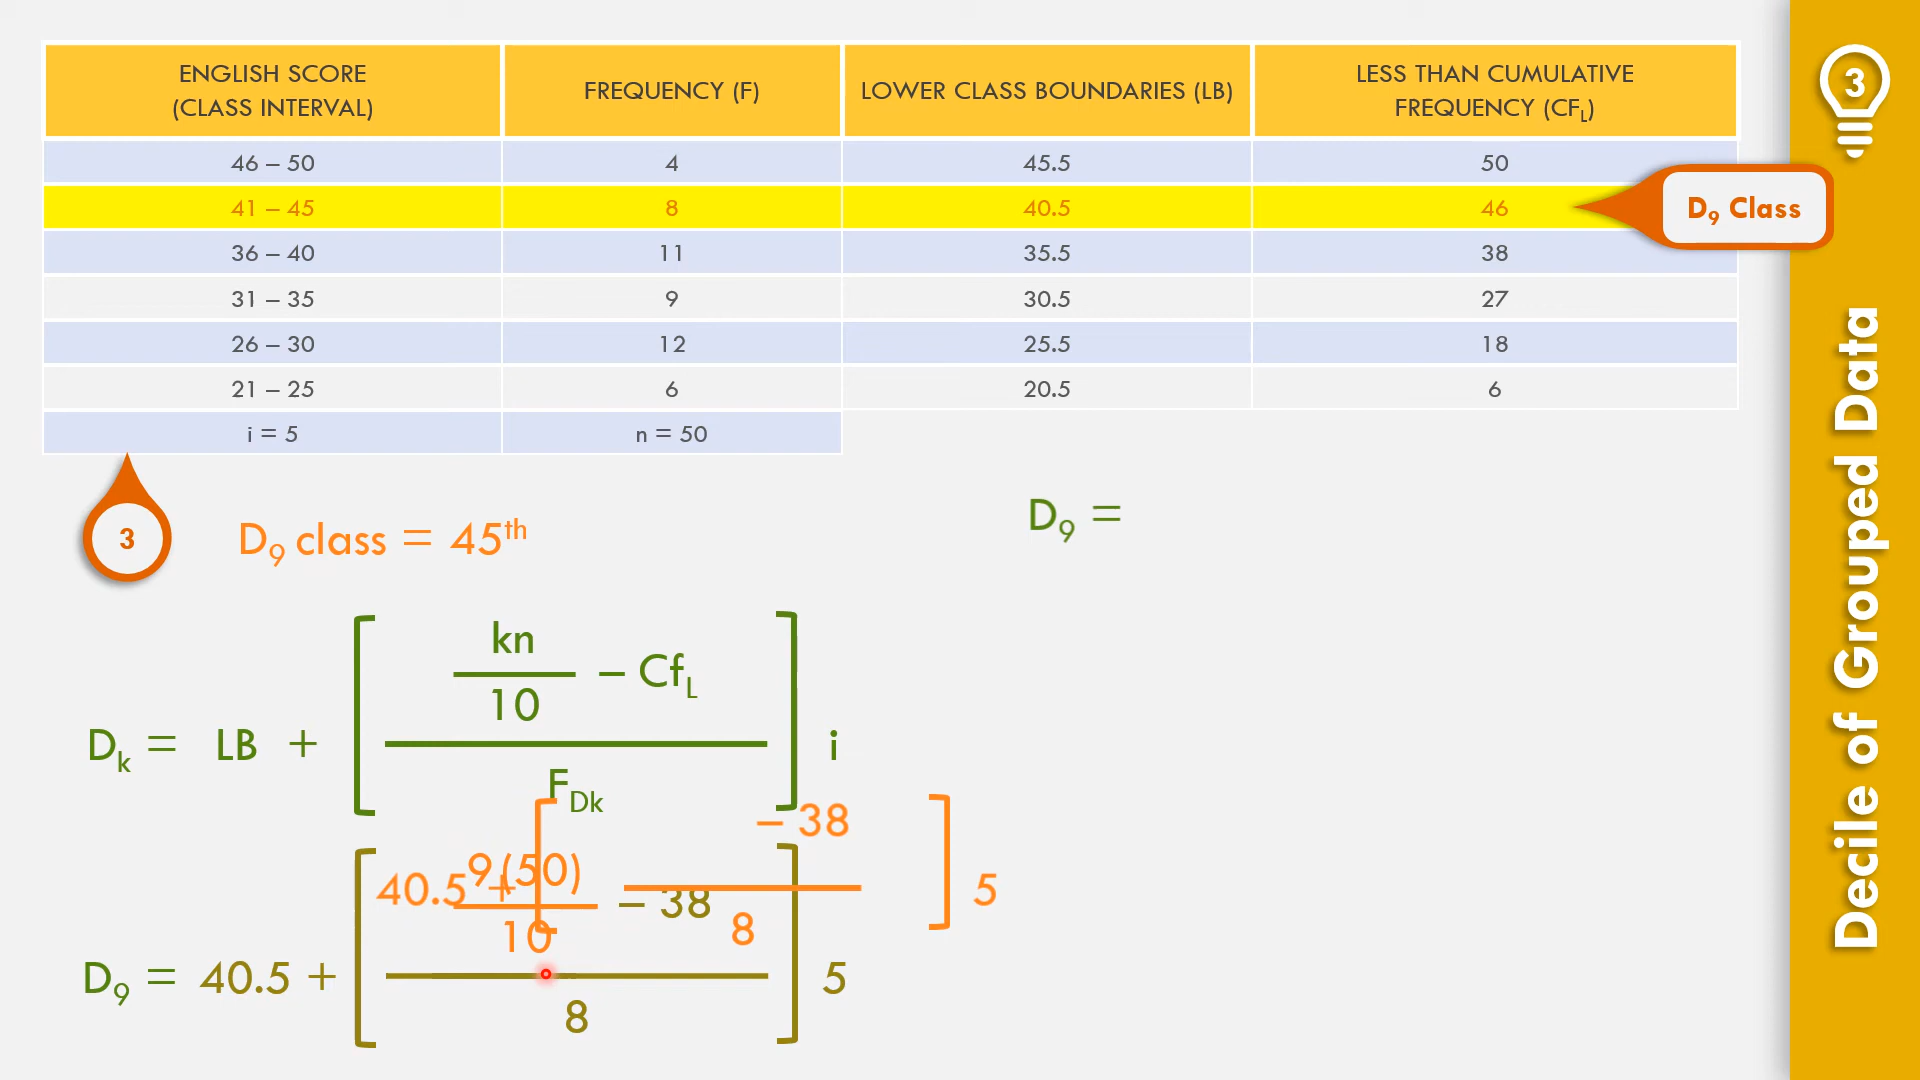 ENGLISH SCORE
(CLASS INTERVAL)
FREQUENCY (F)
LOWER CLASS BOUNDARIES (LB)
LESS THAN CUMULATIVE
FREQUENCY (CF_L)
46 – 50 4 45.5 50
41 – 45 8 40.5 46
36 – 40 11 35.5 38
31 – 35 9 30.5 27
26 – 30 12 25.5 18
21 – 25 6 20.5 6
i = 5 n = 50
D₉ Class
3
Decile of Grouped Data
3
D₉ class = 45ᵗʰ
D₉ =
kn
– Cf_L
10
D_k = LB + [ ] i
F_Dk
– 38
9(50)
40.5 + [ ] 5
– 38
10
8
D₉ = 40.5 + [ ] 5
8